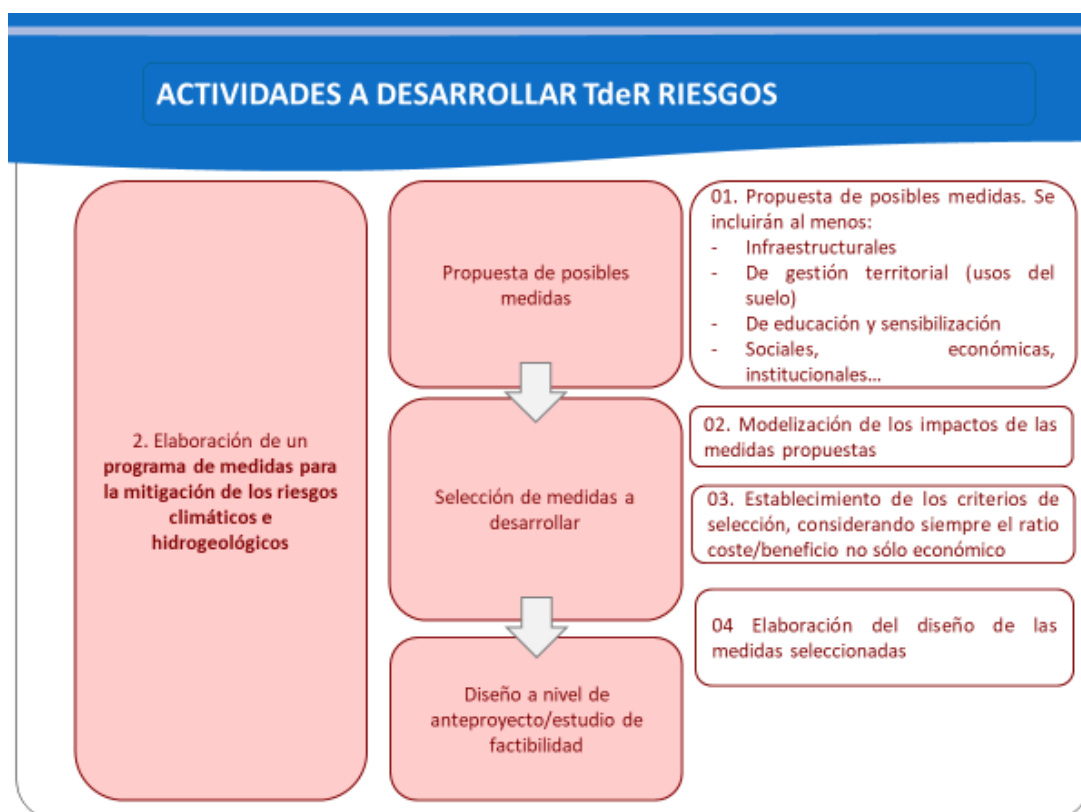 ACTIVIDADES A DESARROLLAR TdeR RIESGOS
2. Elaboración de un
programa de medidas para
la mitigación de los riesgos
climáticos e
hidrogeológicos
Propuesta de posibles
medidas
Selección de medidas a
desarrollar
Diseño a nivel de
anteproyecto/estudio de
factibilidad
01. Propuesta de posibles medidas. Se
incluirán al menos:
- Infraestructurales
- De gestión territorial (usos del
suelo)
- De educación y sensibilización
- Sociales, económicas,
institucionales...
02. Modelización de los impactos de las
medidas propuestas
03. Establecimiento de los criterios de
selección, considerando siempre el ratio
coste/beneficio no sólo económico
04 Elaboración del diseño de las
medidas seleccionadas